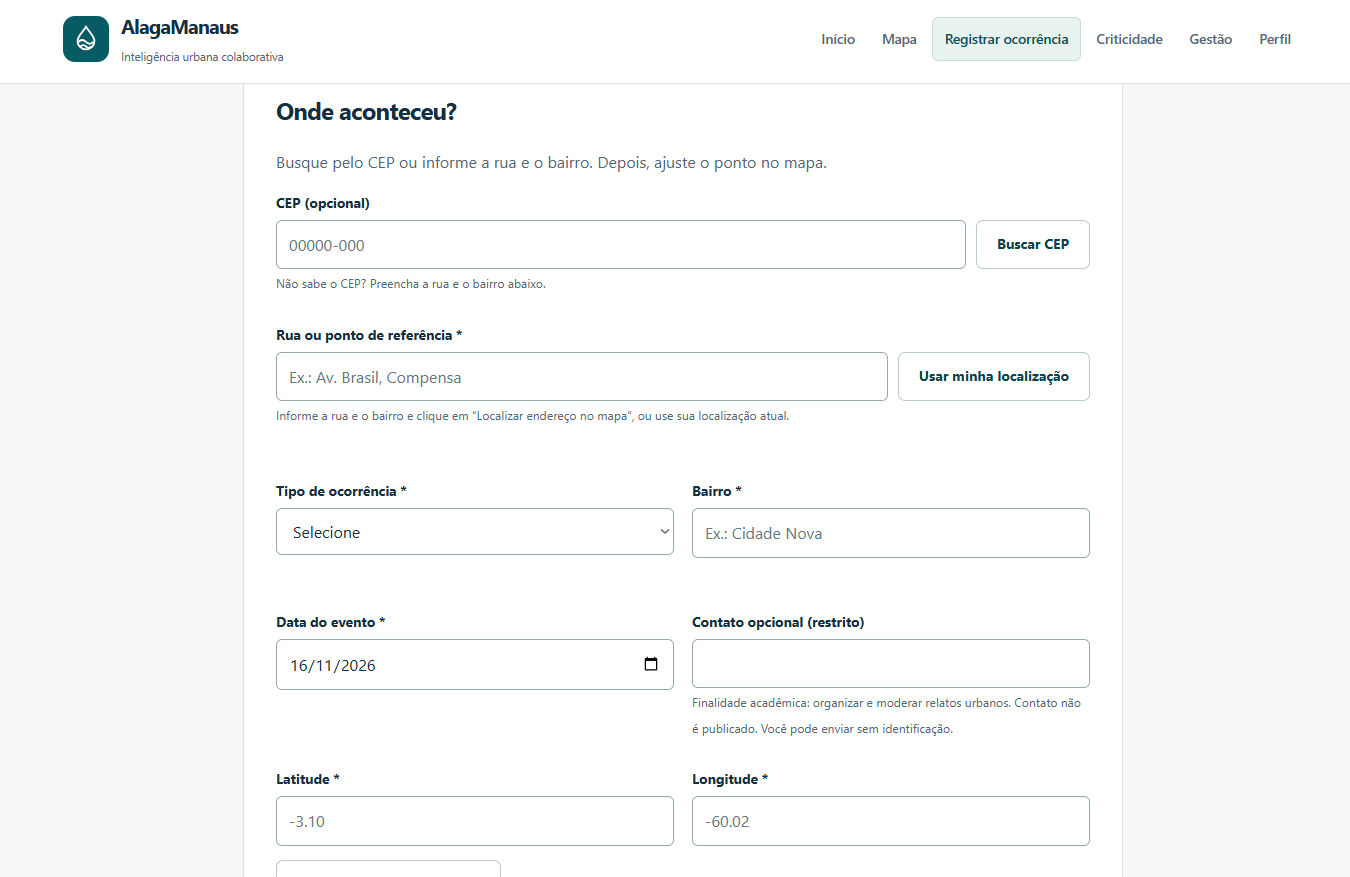 AlagaManaus
Inteligência urbana colaborativa
Início
Mapa
Registrar ocorrência
Criticidade
Gestão
Perfil
Onde aconteceu?
Busque pelo CEP ou informe a rua e o bairro. Depois, ajuste o ponto no mapa.
CEP (opcional)
00000-000
Buscar CEP
Não sabe o CEP? Preencha a rua e o bairro abaixo.
Rua ou ponto de referência *
Ex.: Av. Brasil, Compensa
Usar minha localização
Informe a rua e o bairro e clique em “Localizar endereço no mapa”, ou use sua localização atual.
Tipo de ocorrência *
Bairro *
Selecione
Ex.: Cidade Nova
Data do evento *
Contato opcional (restrito)
16/11/2026
Finalidade acadêmica: organizar e moderar relatos urbanos. Contato não
é publicado. Você pode enviar sem identificação.
Latitude *
Longitude *
-3.10
-60.02